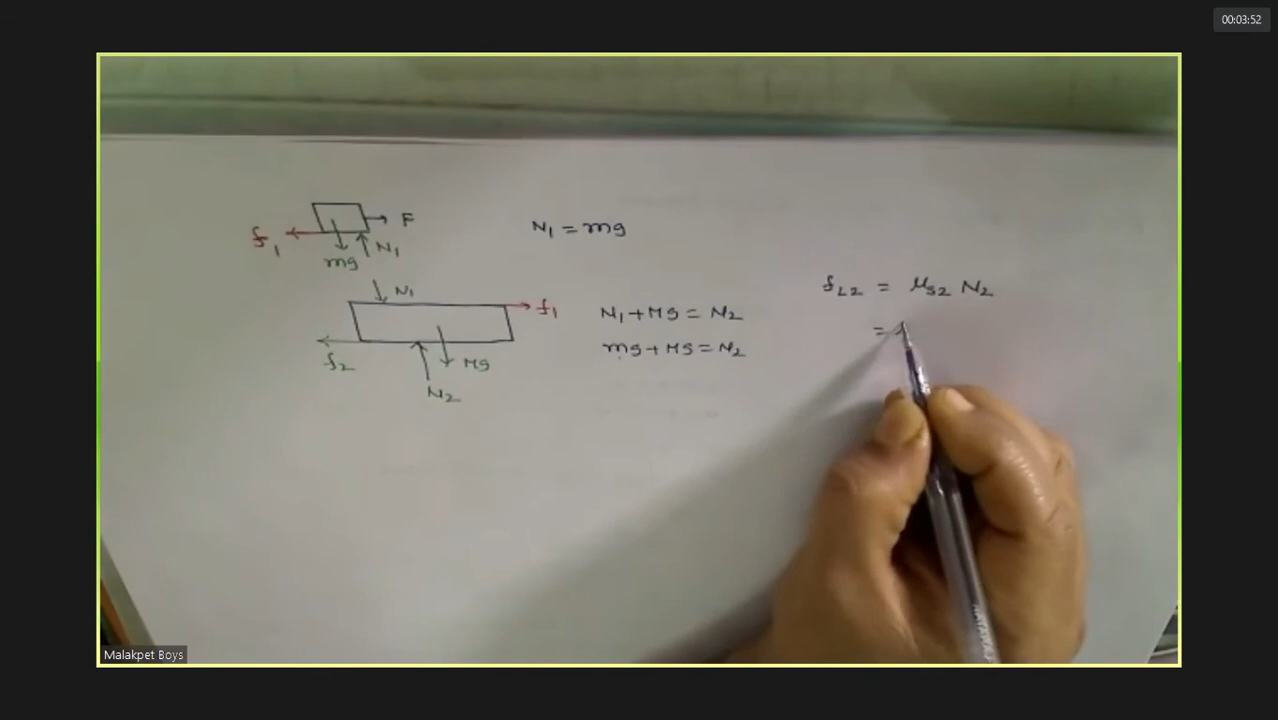 00:03:52
F
f1
N1
mg
N1 = mg
N1
f1
N1 + Mg = N2
fL2 = μs2 N2
=
f2
Mg
mg + Mg = N2
N2
Malakpet Boys